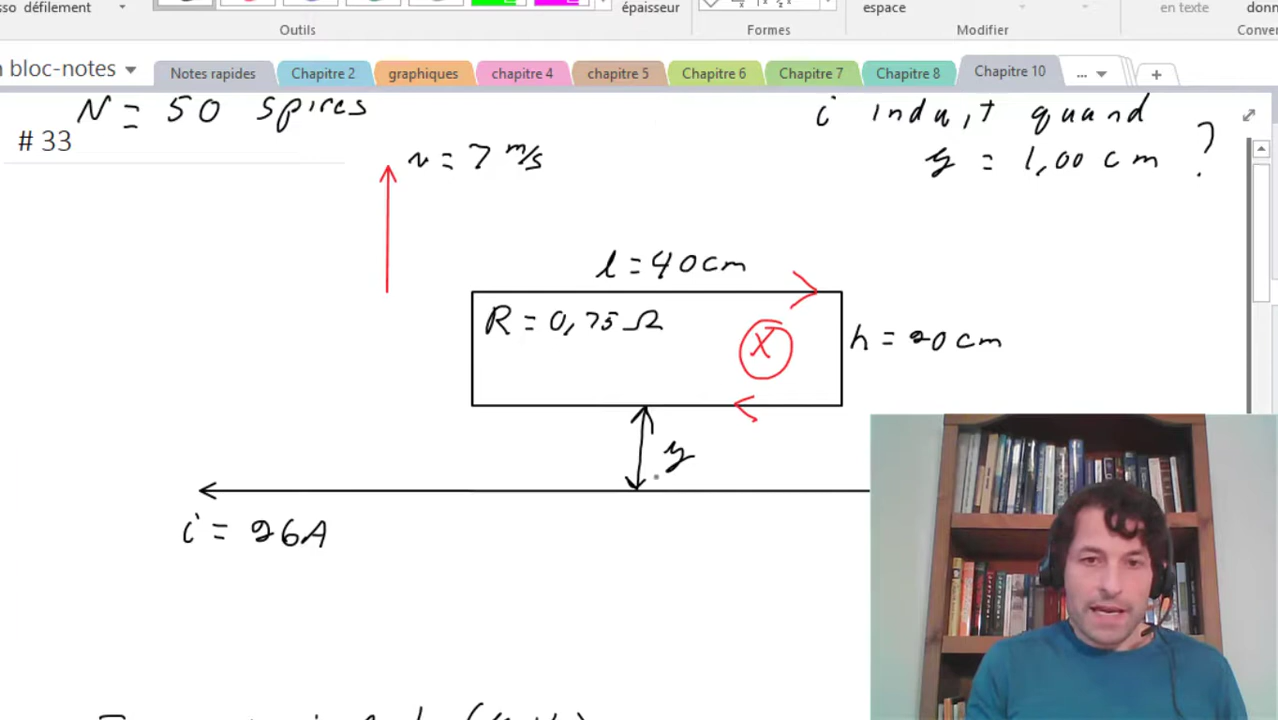 défilement
épaisseur
espace
en texte
Outils
Formes
Modifier
bloc-notes
Notes rapides
Chapitre 2
graphiques
chapitre 4
chapitre 5
Chapitre 6
Chapitre 7
Chapitre 8
Chapitre 10
...
+
N = 50 spires
i induit quand
# 33
v = 7 m/s
y = 1,00 cm ?
l = 40 cm
R = 0,75 Ω
X
h = 20 cm
y
i = 26A